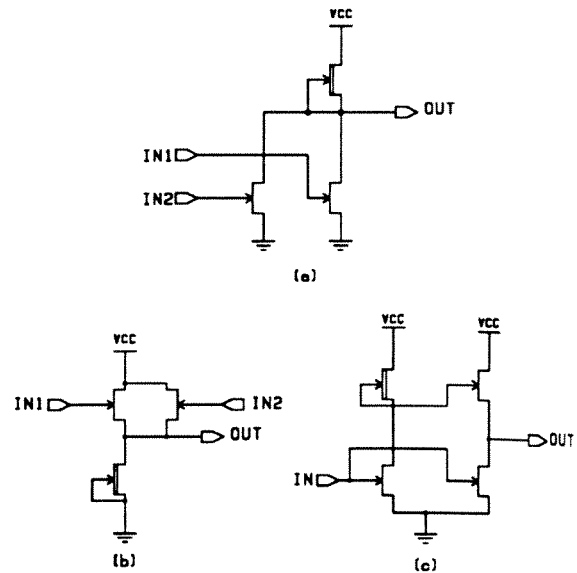 VCC
OUT
IN1
IN2
(a)
VCC
IN1
IN2
OUT
(b)
VCC
VCC
OUT
IN
(c)